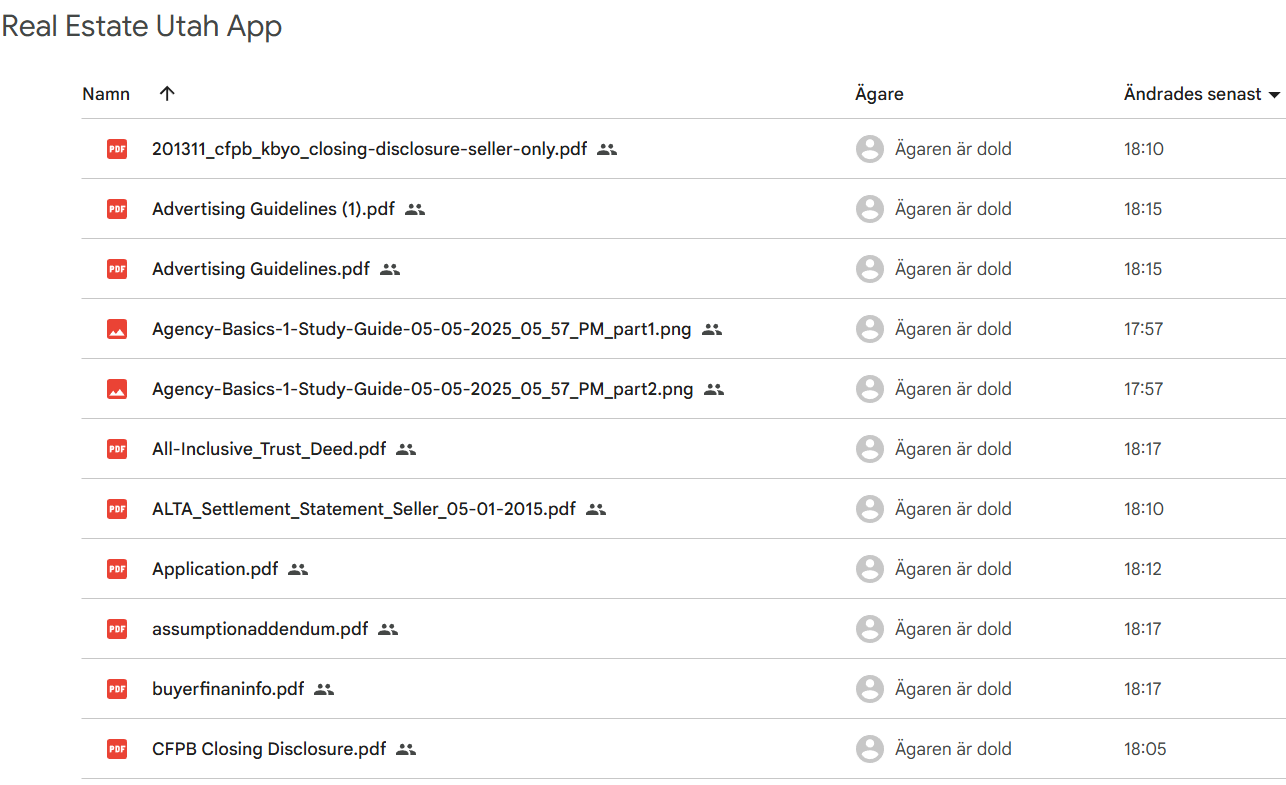 Real Estate Utah App
Namn Ägare Ändrades senast
PDF 201311_cfpb_kbyo_closing-disclosure-seller-only.pdf Ägaren är dold 18:10
PDF Advertising Guidelines (1).pdf Ägaren är dold 18:15
PDF Advertising Guidelines.pdf Ägaren är dold 18:15
Agency-Basics-1-Study-Guide-05-05-2025_05_57_PM_part1.png Ägaren är dold 17:57
Agency-Basics-1-Study-Guide-05-05-2025_05_57_PM_part2.png Ägaren är dold 17:57
PDF All-Inclusive_Trust_Deed.pdf Ägaren är dold 18:17
PDF ALTA_Settlement_Statement_Seller_05-01-2015.pdf Ägaren är dold 18:10
PDF Application.pdf Ägaren är dold 18:12
PDF assumptionaddendum.pdf Ägaren är dold 18:17
PDF buyerfinaninfo.pdf Ägaren är dold 18:17
PDF CFPB Closing Disclosure.pdf Ägaren är dold 18:05